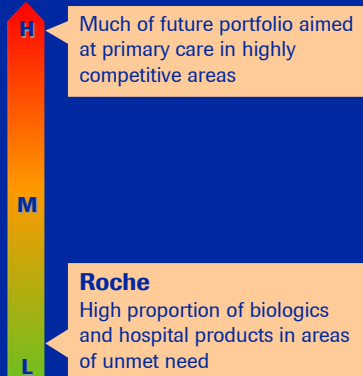 H
Much of future portfolio aimed
at primary care in highly
competitive areas
M
Roche
High proportion of biologics
and hospital products in areas
of unmet need
L